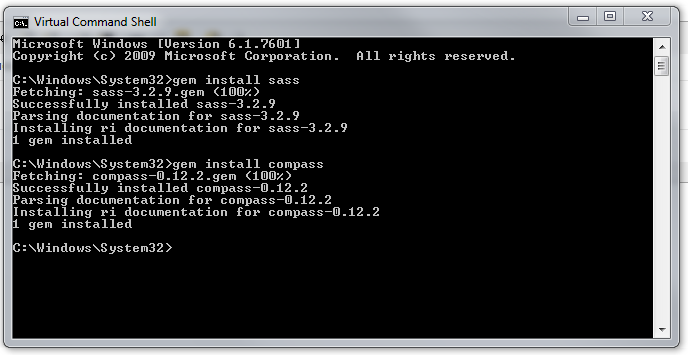 Virtual Command Shell
Microsoft Windows [Version 6.1.7601]
Copyright (c) 2009 Microsoft Corporation.  All rights reserved.
C:\Windows\System32>gem install sass
Fetching: sass-3.2.9.gem (100%)
Successfully installed sass-3.2.9
Parsing documentation for sass-3.2.9
Installing ri documentation for sass-3.2.9
1 gem installed
C:\Windows\System32>gem install compass
Fetching: compass-0.12.2.gem (100%)
Successfully installed compass-0.12.2
Parsing documentation for compass-0.12.2
Installing ri documentation for compass-0.12.2
1 gem installed
C:\Windows\System32>